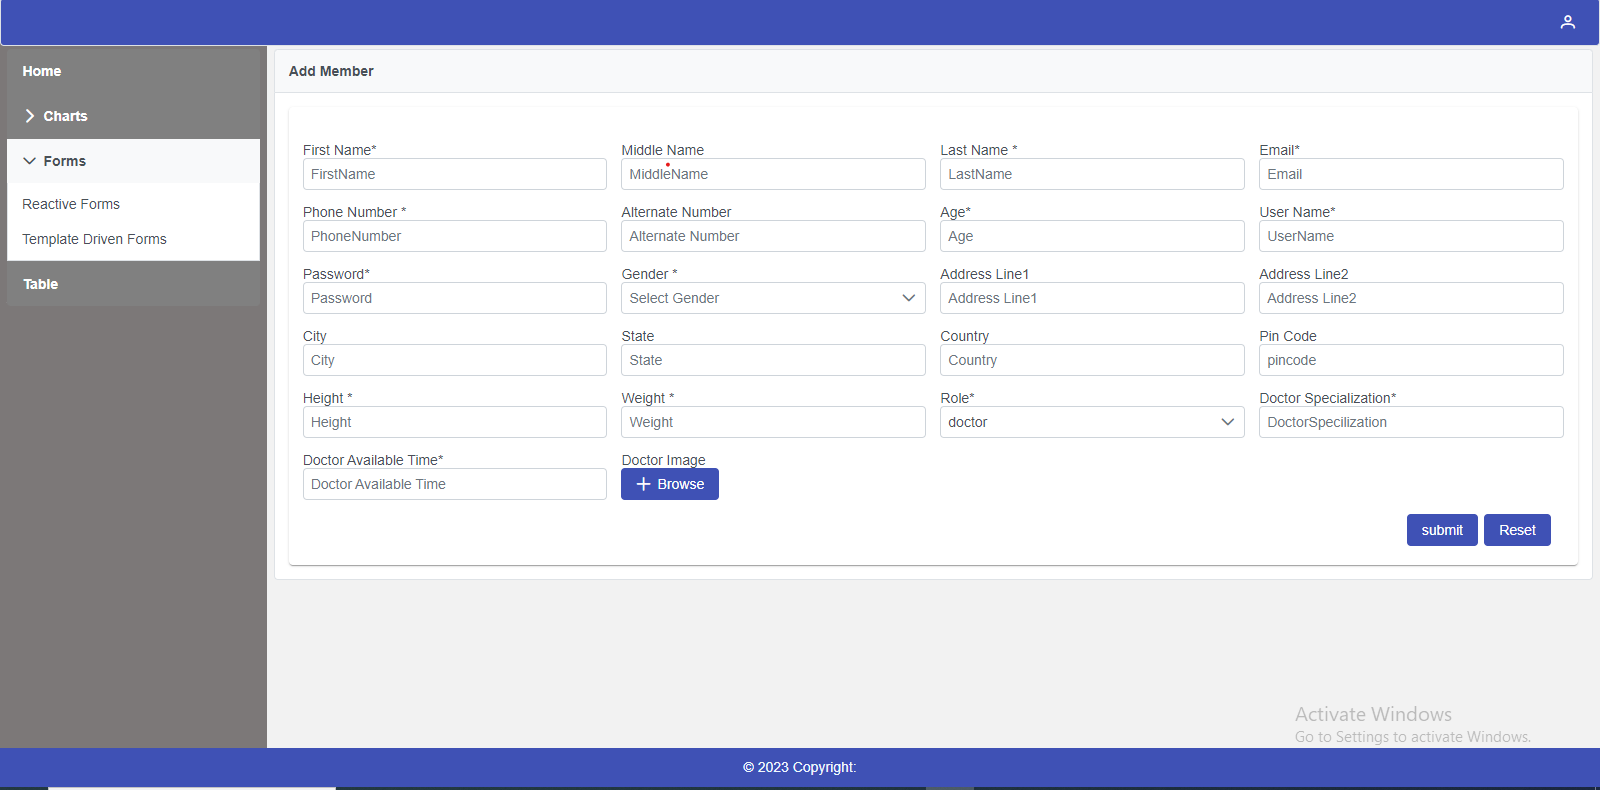 Home
Charts
Forms
Reactive Forms
Template Driven Forms
Table
Add Member
First Name*
FirstName
Middle Name
MiddleName
Last Name *
LastName
Email*
Email
Phone Number *
PhoneNumber
Alternate Number
Alternate Number
Age*
Age
User Name*
UserName
Password*
Password
Gender *
Select Gender
Address Line1
Address Line1
Address Line2
Address Line2
City
City
State
State
Country
Country
Pin Code
pincode
Height *
Height
Weight *
Weight
Role*
doctor
Doctor Specialization*
DoctorSpecilization
Doctor Available Time*
Doctor Available Time
Doctor Image
Browse
submit
Reset
Activate Windows
Go to Settings to activate Windows.
© 2023 Copyright: